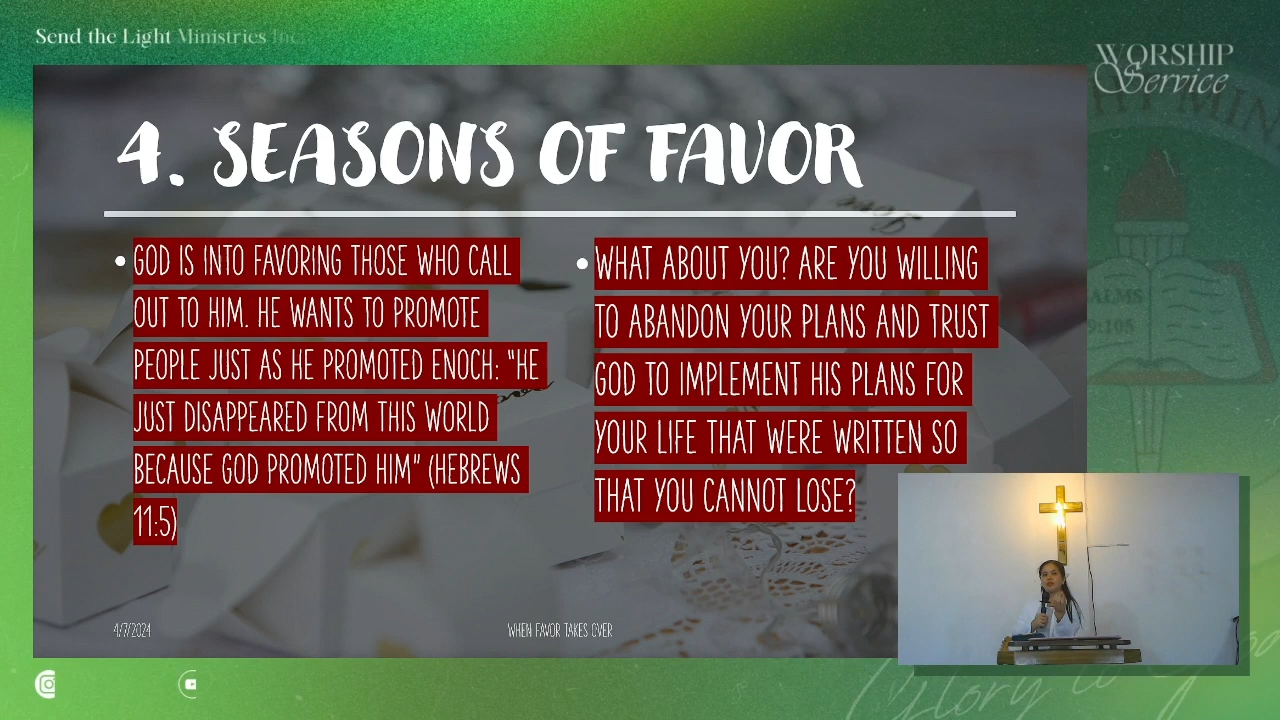 Send the Light Ministries Inc.
WORSHIP
Service
4. SEASONS OF FAVOR
• GOD IS INTO FAVORING THOSE WHO CALL
OUT TO HIM. HE WANTS TO PROMOTE
PEOPLE JUST AS HE PROMOTED ENOCH: "HE
JUST DISAPPEARED FROM THIS WORLD
BECAUSE GOD PROMOTED HIM" (HEBREWS
11:5)
• WHAT ABOUT YOU? ARE YOU WILLING
TO ABANDON YOUR PLANS AND TRUST
GOD TO IMPLEMENT HIS PLANS FOR
YOUR LIFE THAT WERE WRITTEN SO
THAT YOU CANNOT LOSE?
4/7/2024
WHEN FAVOR TAKES OVER
Love
Glory to